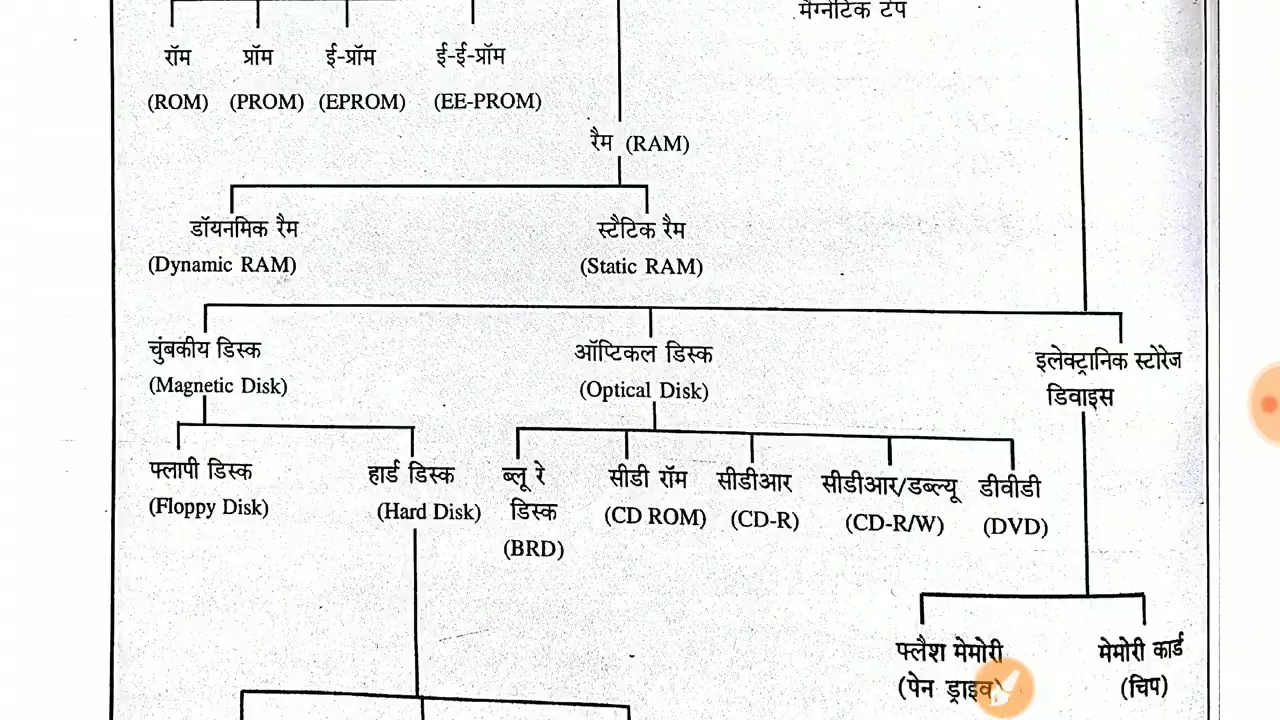 मैग्नेटिक टेप
रॉम प्रॉम ई-प्रॉम ई-ई-प्रॉम
(ROM) (PROM) (EPROM) (EE-PROM)
रैम (RAM)
डॉयनमिक रैम स्टैटिक रैम
(Dynamic RAM) (Static RAM)
चुंबकीय डिस्क ऑप्टिकल डिस्क इलेक्ट्रानिक स्टोरेज
(Magnetic Disk) (Optical Disk) डिवाइस
फ्लापी डिस्क हार्ड डिस्क ब्लू रे सीडी रॉम सीडीआर सीडीआर/डब्ल्यू डीवीडी
(Floppy Disk) (Hard Disk) डिस्क (CD ROM) (CD-R) (CD-R/W) (DVD)
(BRD)
फ्लैश मेमोरी मेमोरी कार्ड
(पेन ड्राइव) (चिप)